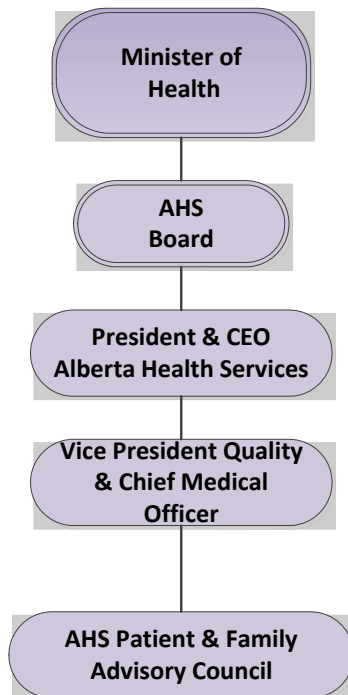 Minister of
Health
AHS
Board
President & CEO
Alberta Health Services
Vice President Quality
& Chief Medical
Officer
AHS Patient & Family
Advisory Council